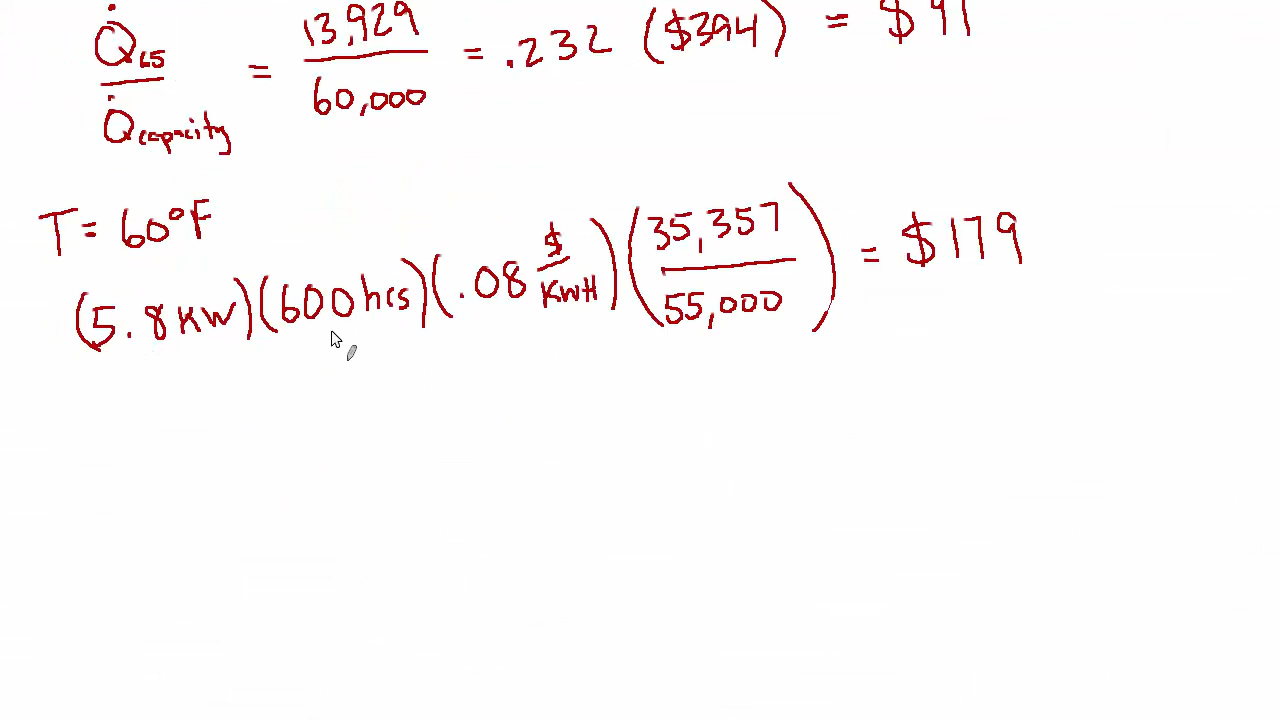 Q̇65 / Q̇capacity = 13,929 / 60,000 = .232 ($394) = $91
T = 60°F
(5.8 KW)(600 hrs)(.08 $/KWH)(35,357 / 55,000) = $179